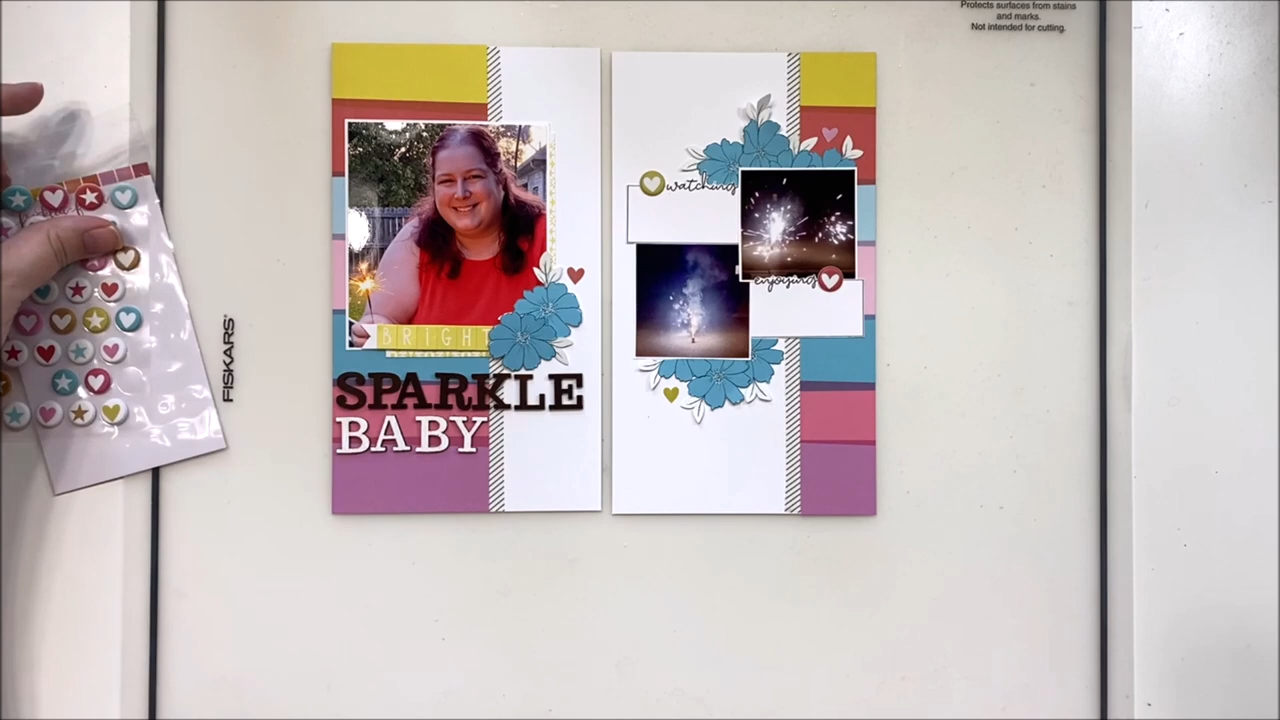 Protects surfaces from stains
and marks.
Not intended for cutting.
FISKARS®
BRIGHT
SPARKLE
BABY
watching
enjoying